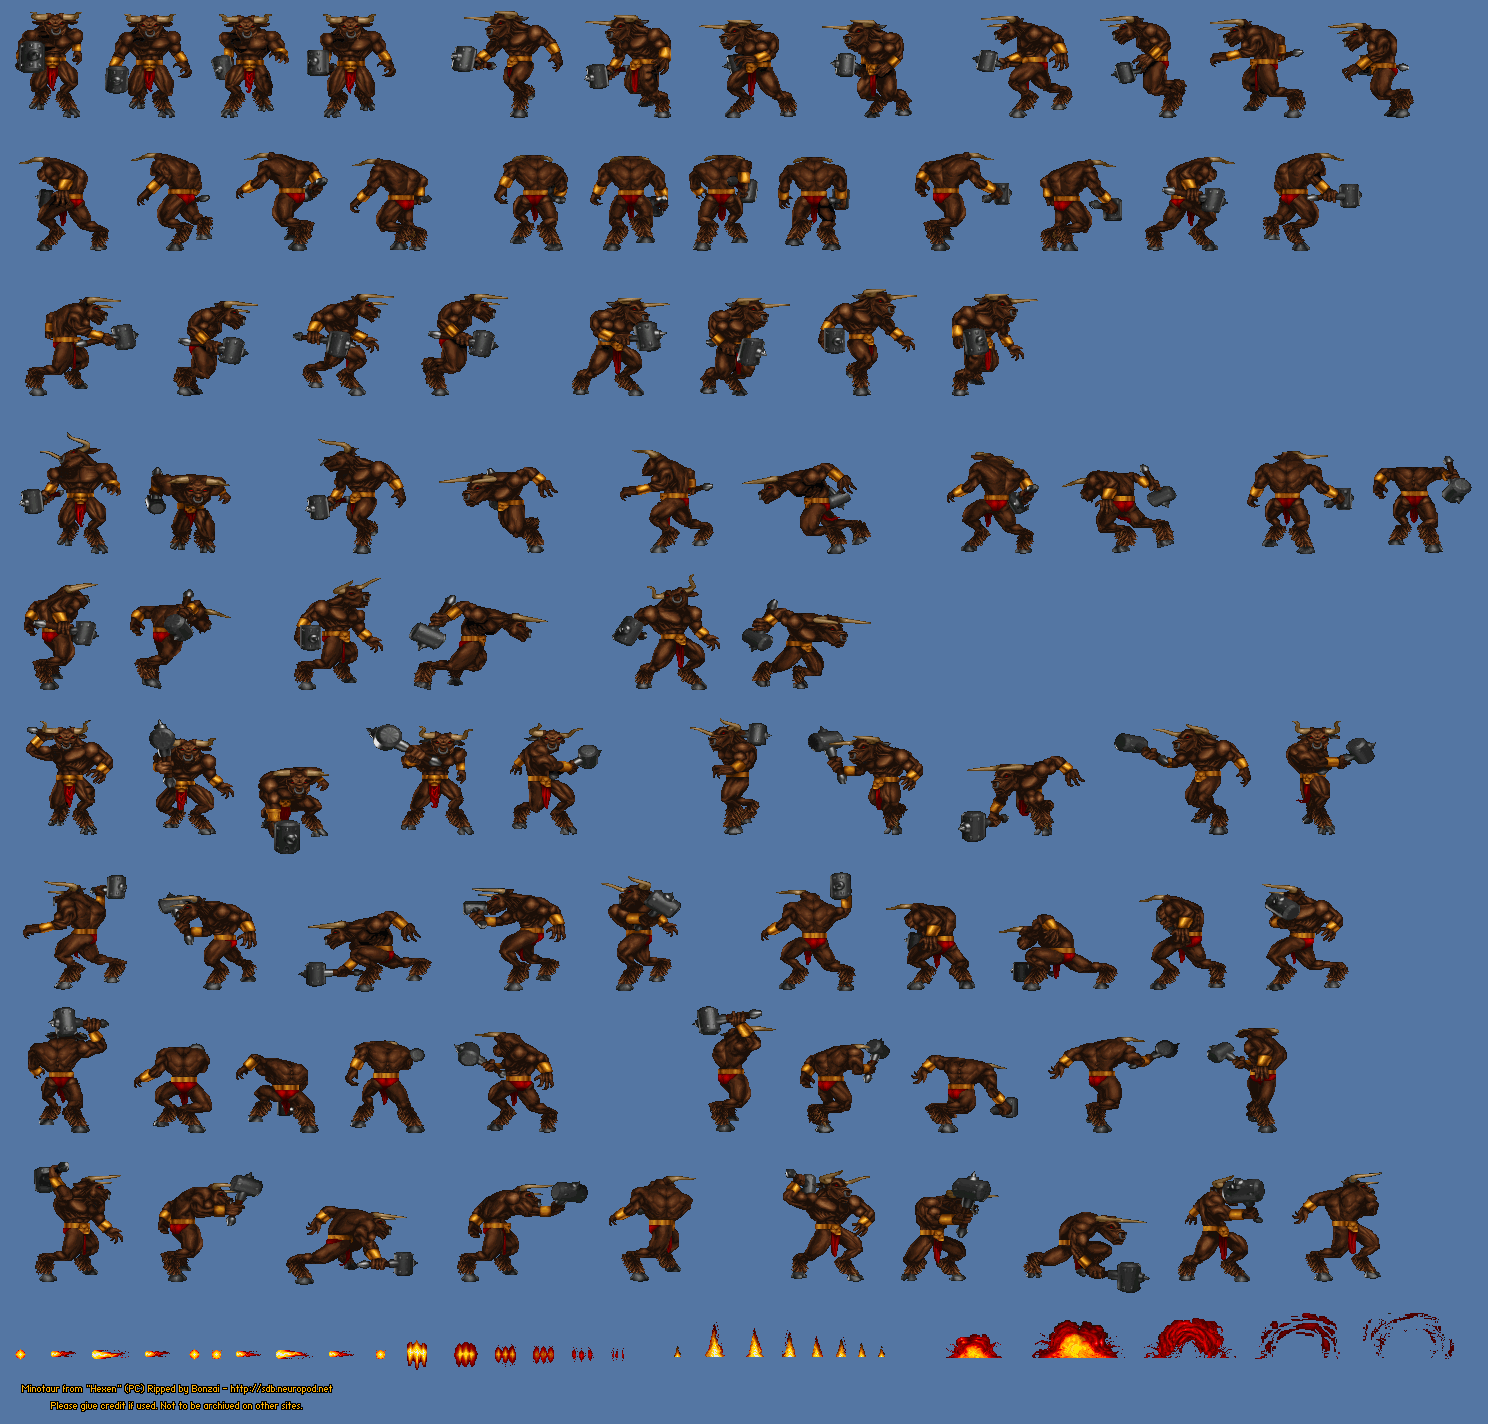 Minotaur from "Hexen" (PC) Ripped by Bonzai - http://sdb.neuropod.net
Please give credit if used. Not to be archived on other sites.